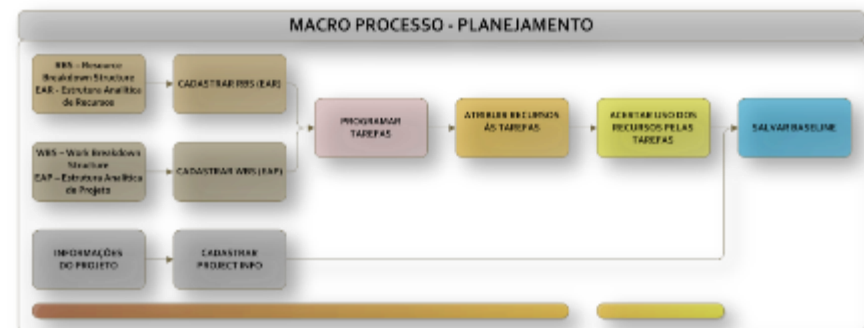 MACRO PROCESSO - PLANEJAMENTO
RBS – Resource
Breakdown Structure
EAR - Estrutura Analítica
de Recursos
CADASTRAR RBS (EAR)
PROGRAMAR
TAREFAS
ATRIBUIR RECURSOS
ÀS TAREFAS
ACERTAR USO DOS
RECURSOS PELAS
TAREFAS
SALVAR BASELINE
WBS – Work Breakdown
Structure
EAP – Estrutura Analítica
de Projeto
CADASTRAR WBS (EAP)
INFORMAÇÕES
DO PROJETO
CADASTRAR
PROJECT INFO